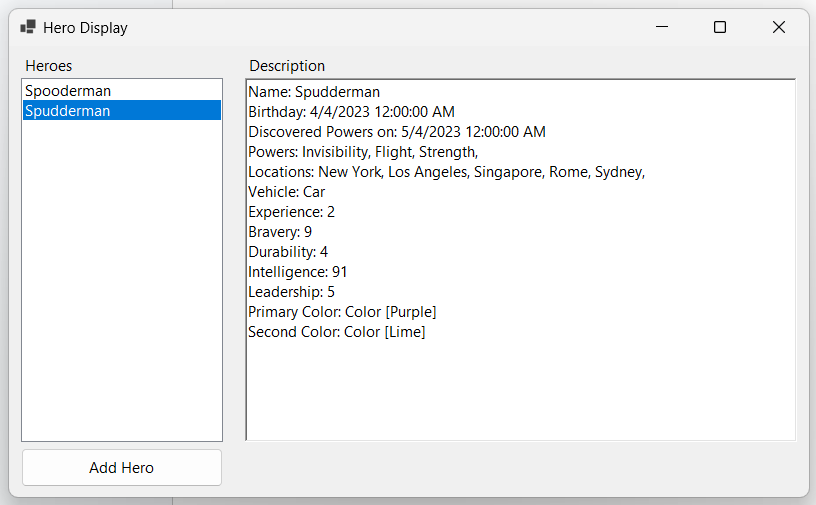 Hero Display
Heroes
Spooderman
Spudderman
Add Hero
Description
Name: Spudderman
Birthday: 4/4/2023 12:00:00 AM
Discovered Powers on: 5/4/2023 12:00:00 AM
Powers: Invisibility, Flight, Strength,
Locations: New York, Los Angeles, Singapore, Rome, Sydney,
Vehicle: Car
Experience: 2
Bravery: 9
Durability: 4
Intelligence: 91
Leadership: 5
Primary Color: Color [Purple]
Second Color: Color [Lime]